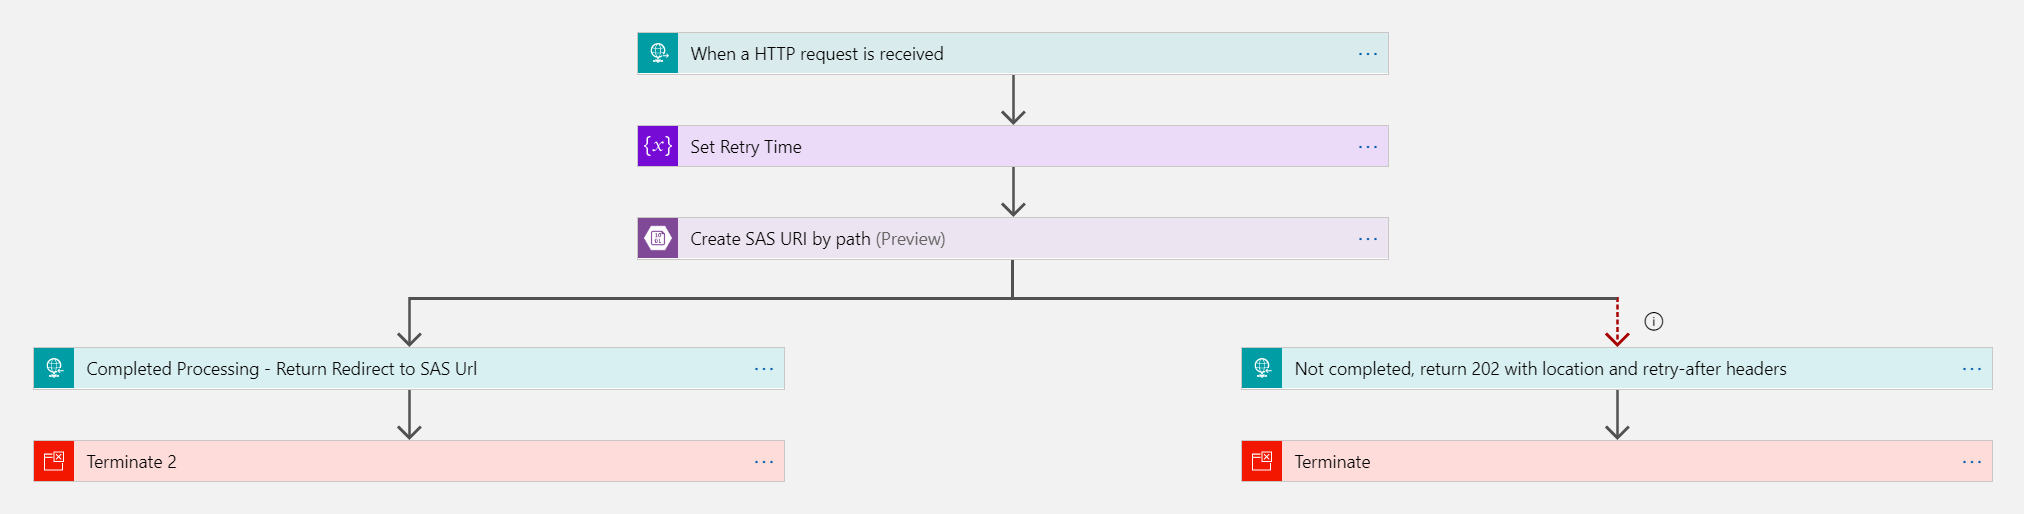 When a HTTP request is received
{x} Set Retry Time
Create SAS URI by path (Preview)
Completed Processing - Return Redirect to SAS Url
Not completed, return 202 with location and retry-after headers
Terminate 2
Terminate